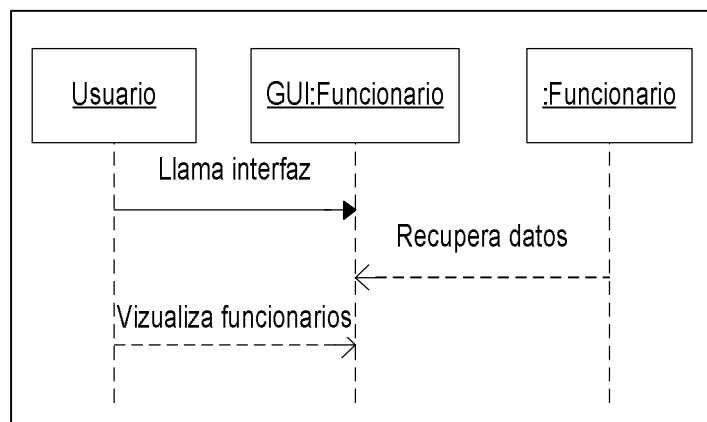 Usuario
GUI:Funcionario
:Funcionario
Llama interfaz
Recupera datos
Vizualiza funcionarios